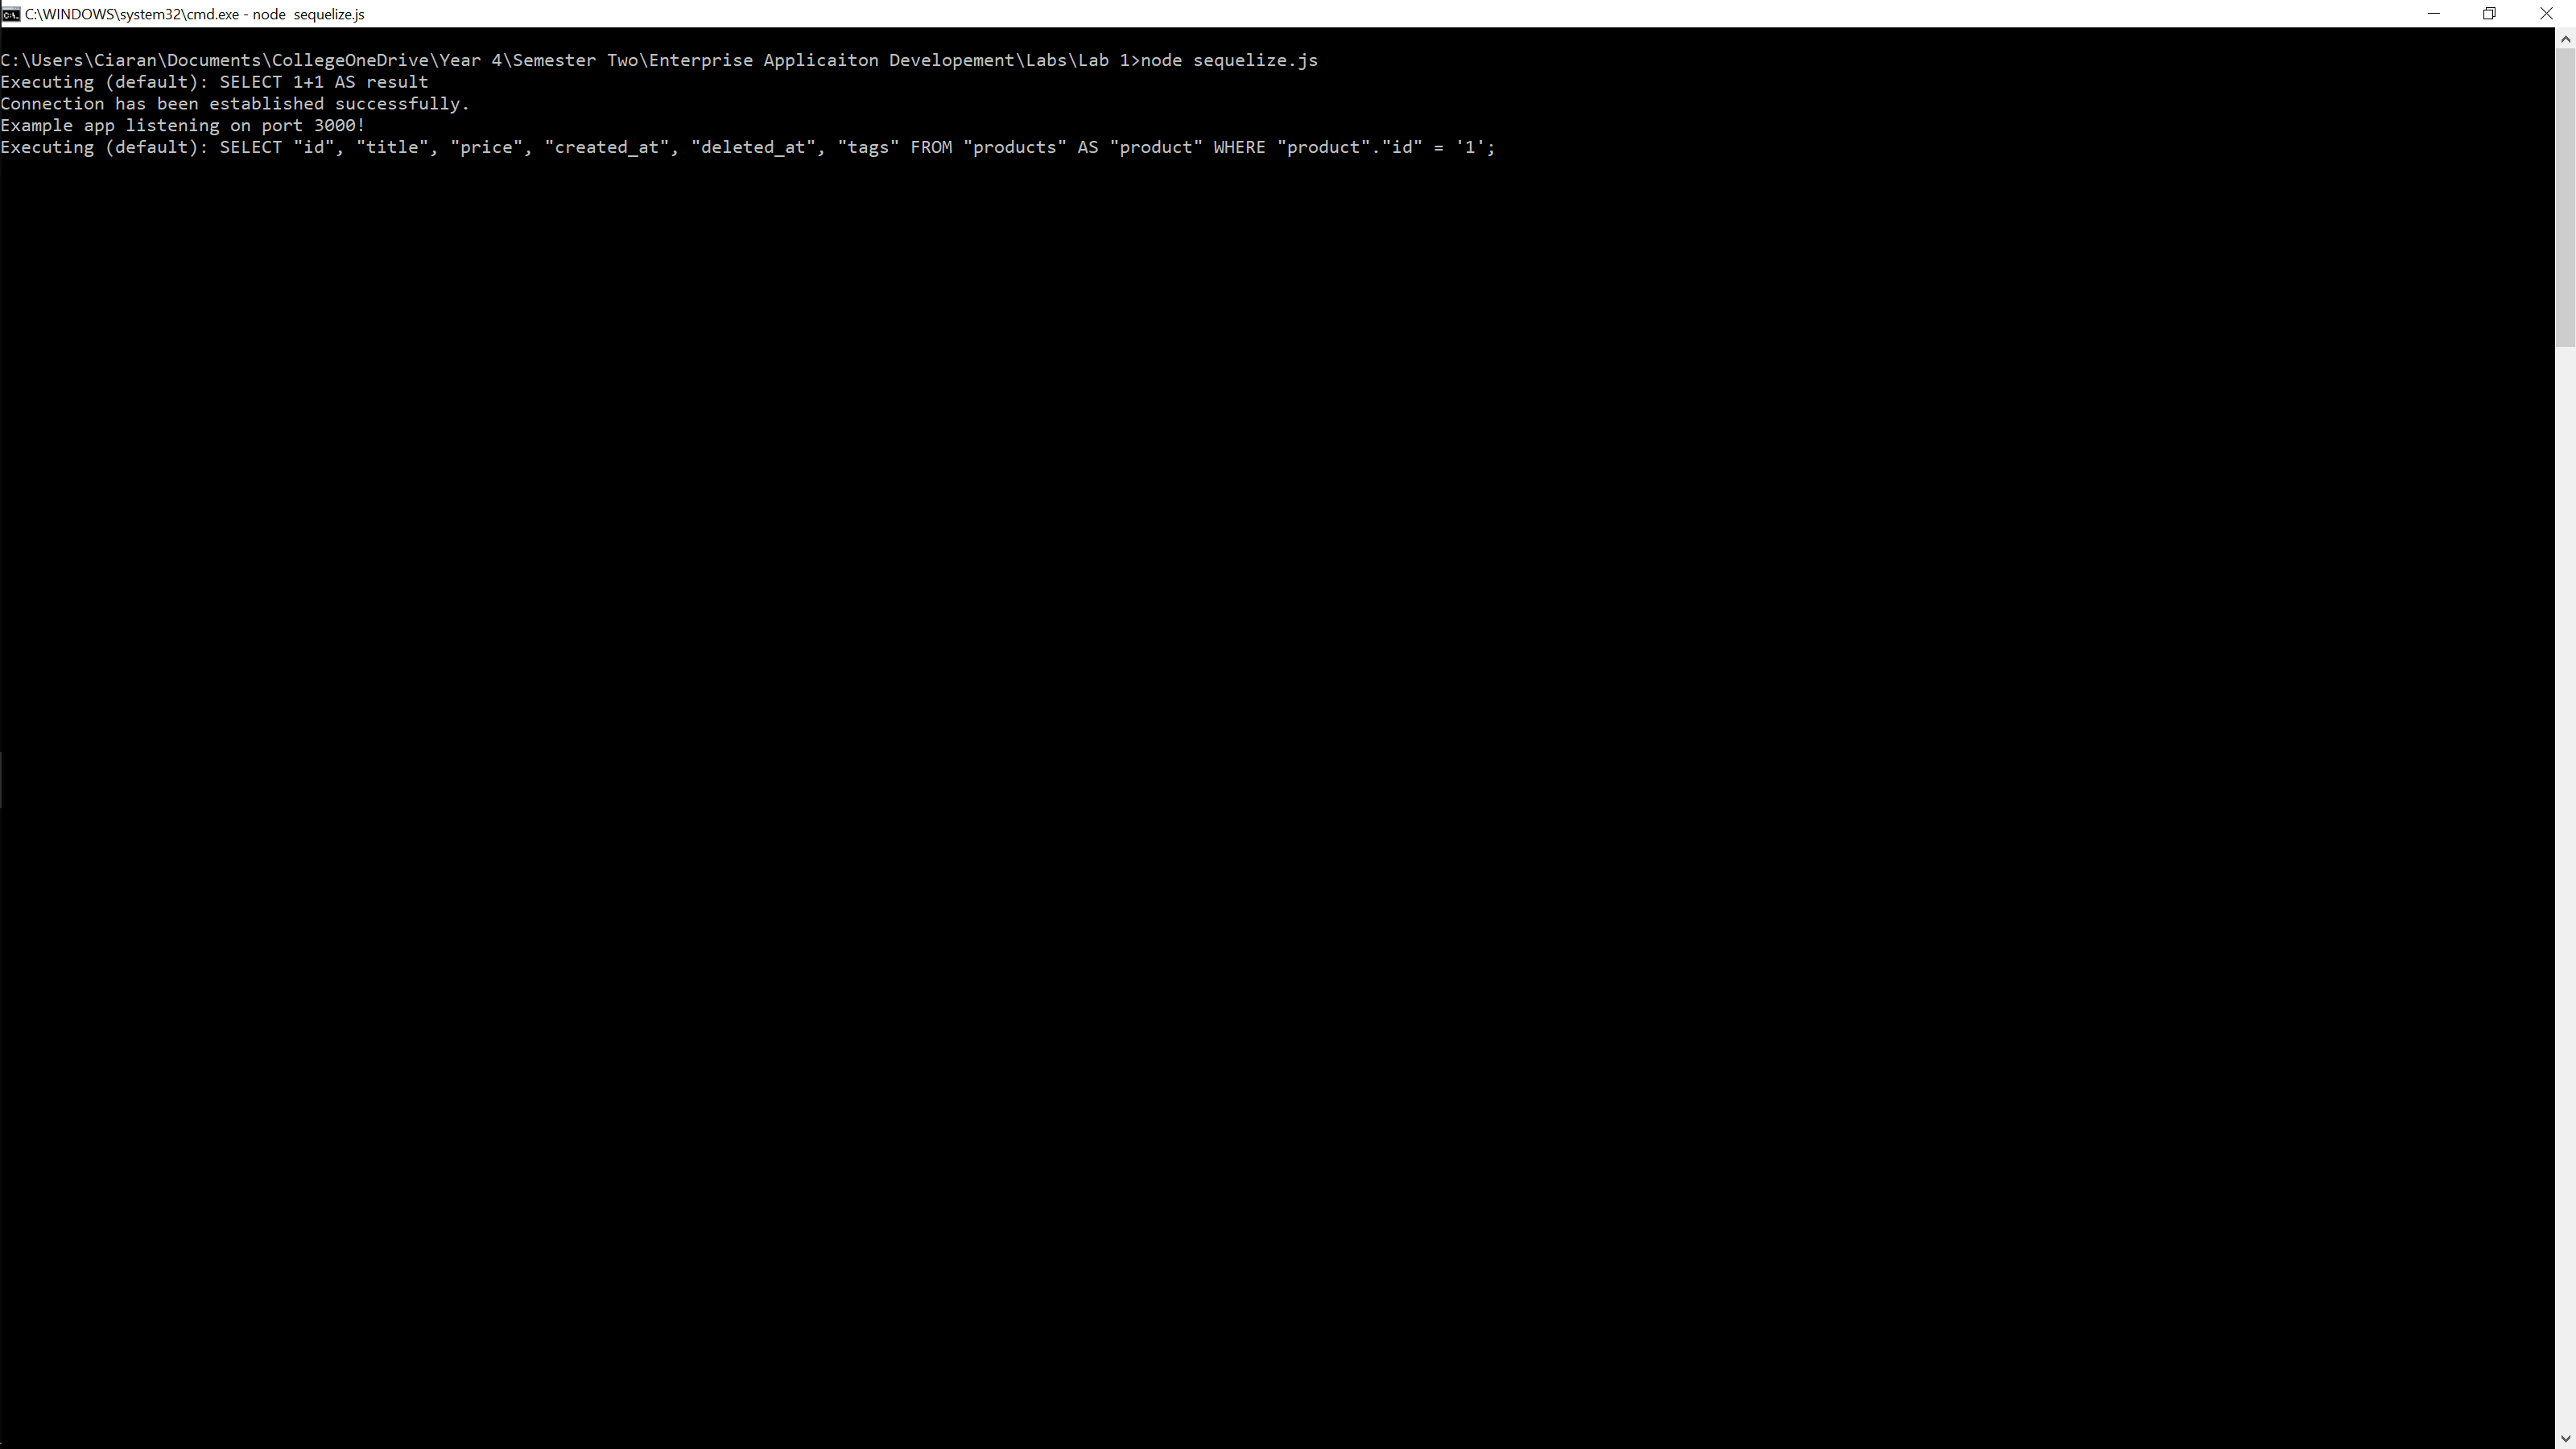 C:\WINDOWS\system32\cmd.exe - node  sequelize.js
C:\Users\Ciaran\Documents\CollegeOneDrive\Year 4\Semester Two\Enterprise Applicaiton Developement\Labs\Lab 1>node sequelize.js
Executing (default): SELECT 1+1 AS result
Connection has been established successfully.
Example app listening on port 3000!
Executing (default): SELECT "id", "title", "price", "created_at", "deleted_at", "tags" FROM "products" AS "product" WHERE "product"."id" = '1';